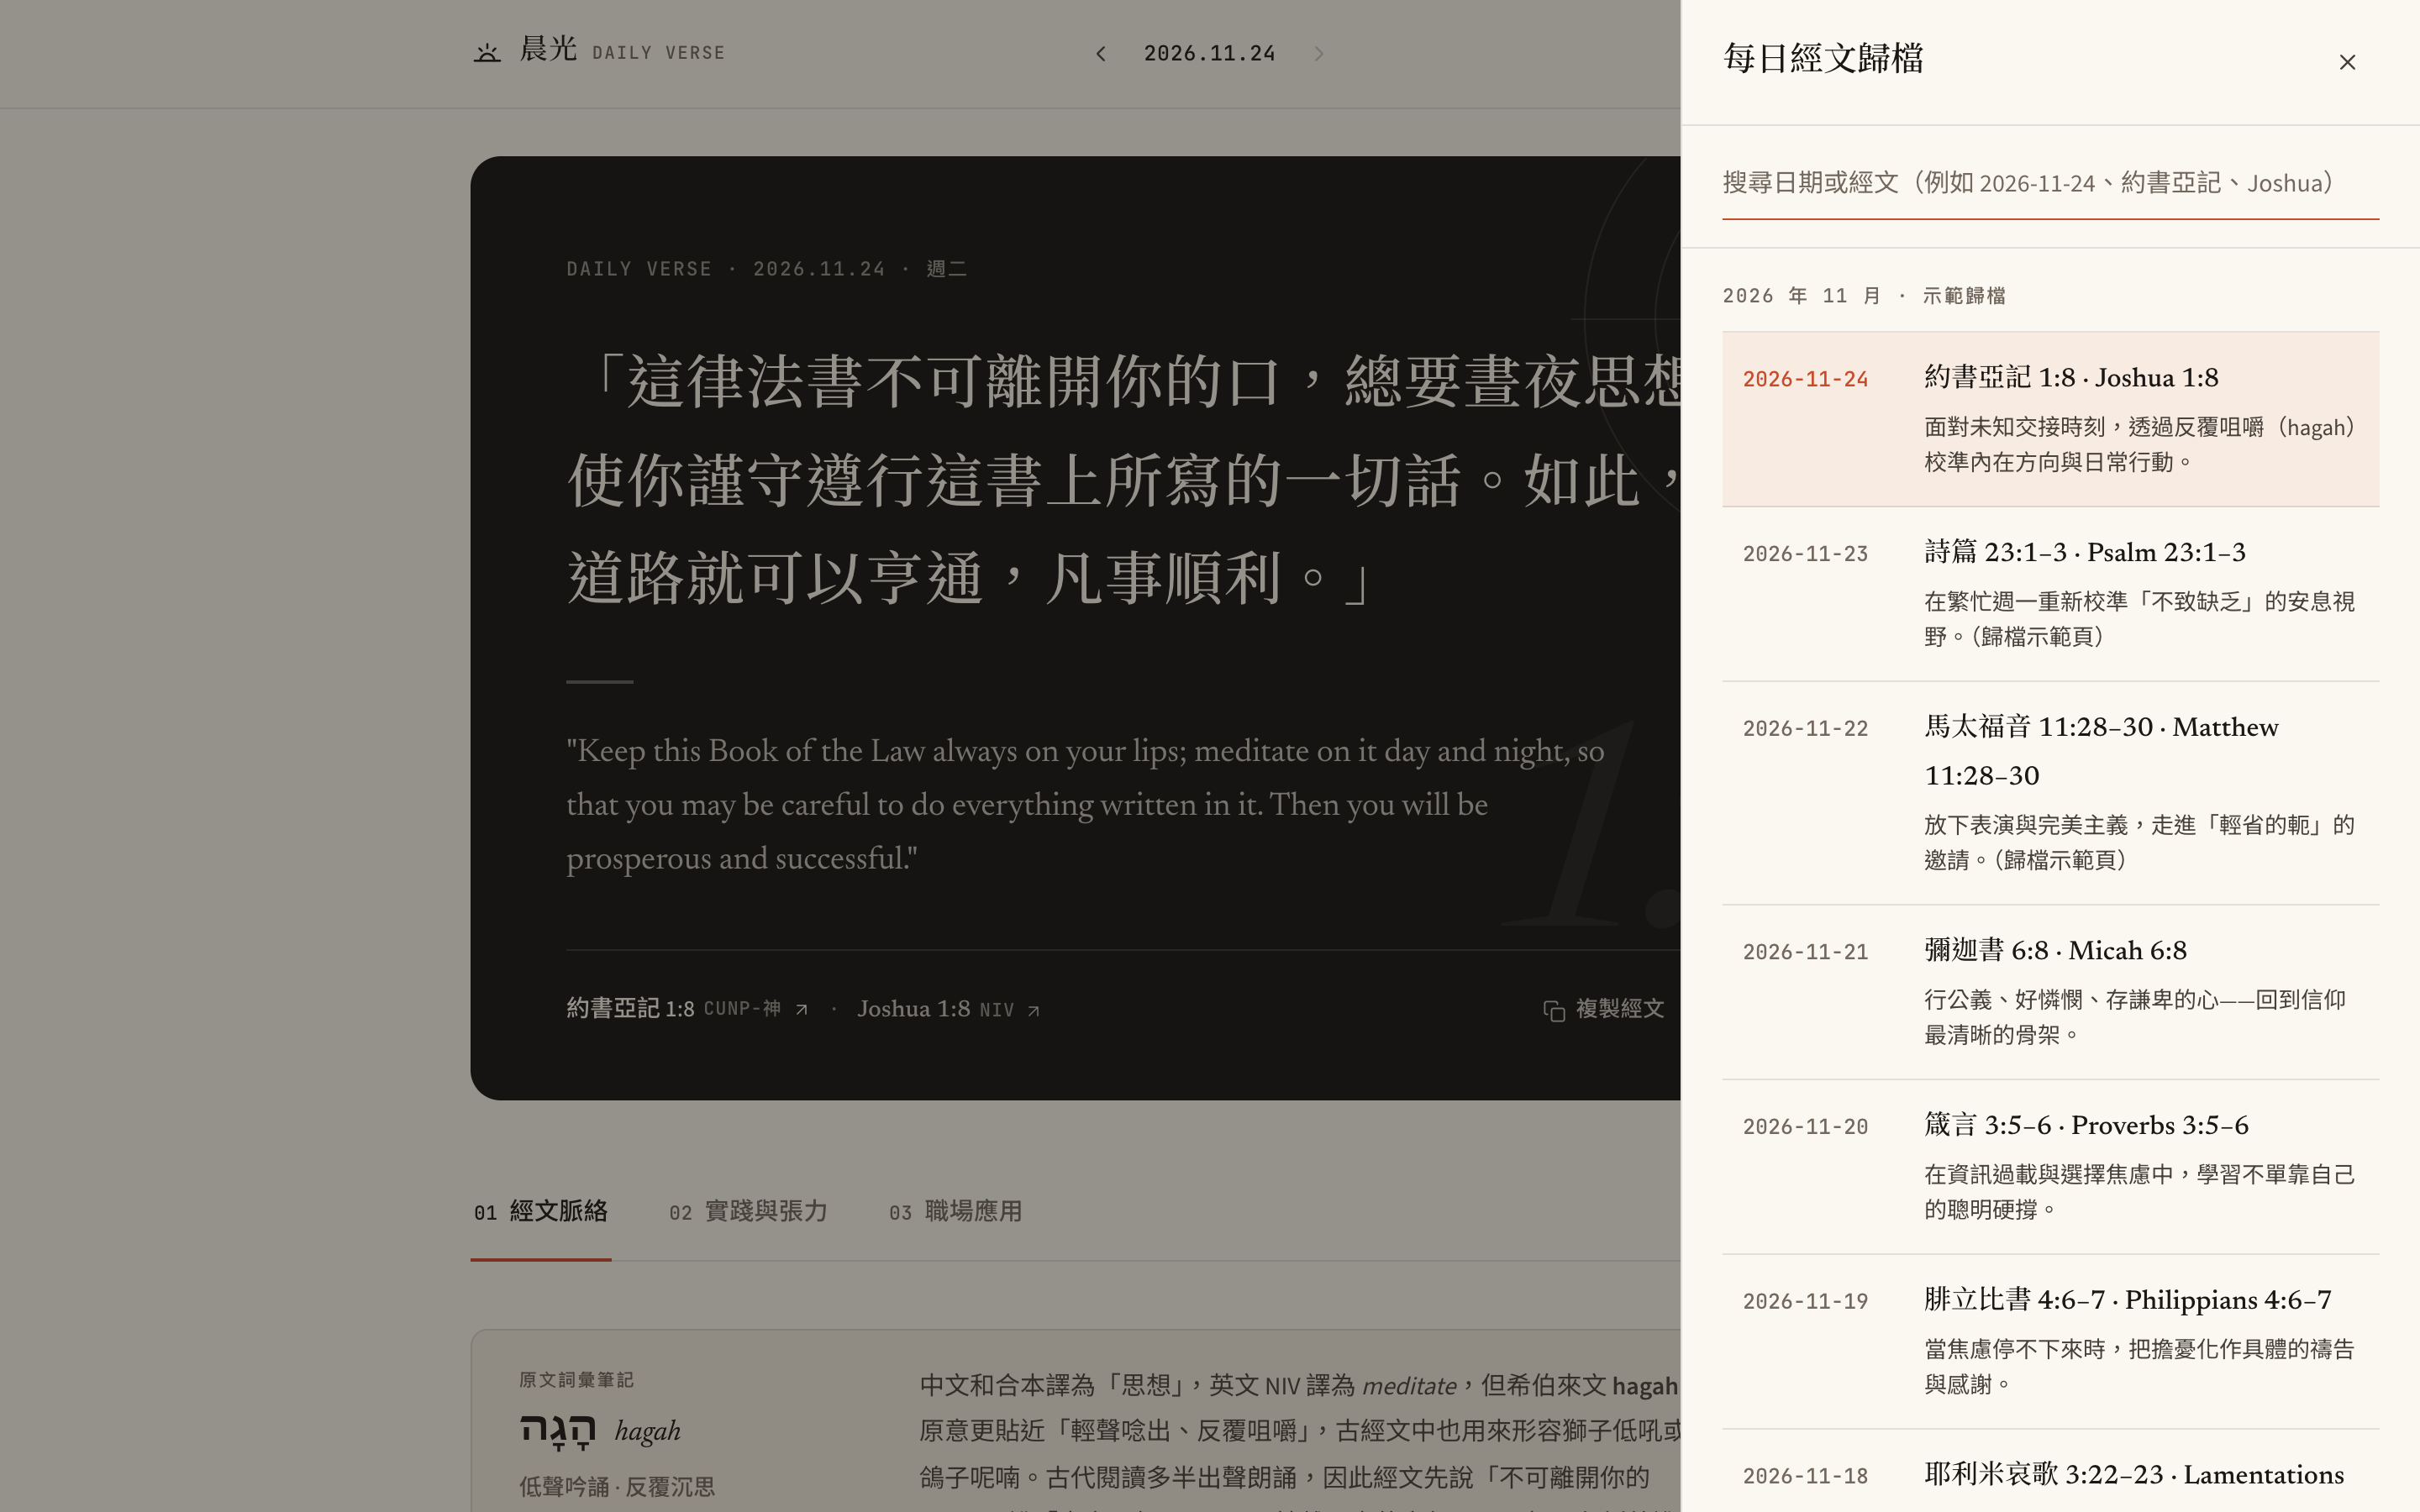 晨光 DAILY VERSE
2026.11.24
DAILY VERSE · 2026.11.24 · 週二
「這律法書不可離開你的口，總要晝夜思想
使你謹守遵行這書上所寫的一切話。如此，
道路就可以亨通，凡事順利。」
"Keep this Book of the Law always on your lips; meditate on it day and night, so
that you may be careful to do everything written in it. Then you will be
prosperous and successful."
1.
約書亞記 1:8 CUNP-神 ↗ · Joshua 1:8 NIV ↗
複製經文
01 經文脈絡
02 實踐與張力
03 職場應用
原文詞彙筆記
הָגָה hagah
低聲吟誦·反覆沉思
中文和合本譯為「思想」，英文 NIV 譯為 meditate，但希伯來文 hagah
原意更貼近「輕聲唸出、反覆咀嚼」，古經文中也用來形容獅子低吼或
鴿子呢喃。古代閱讀多半出聲朗誦，因此經文先說「不可離開你的
每日經文歸檔
搜尋日期或經文（例如 2026-11-24、約書亞記、Joshua）
2026 年 11 月 · 示範歸檔
2026-11-24
約書亞記 1:8 · Joshua 1:8
面對未知交接時刻，透過反覆咀嚼（hagah）
校準內在方向與日常行動。
2026-11-23
詩篇 23:1–3 · Psalm 23:1–3
在繁忙週一重新校準「不致缺乏」的安息視
野。（歸檔示範頁）
2026-11-22
馬太福音 11:28–30 · Matthew
11:28–30
放下表演與完美主義，走進「輕省的軛」的
邀請。（歸檔示範頁）
2026-11-21
彌迦書 6:8 · Micah 6:8
行公義、好憐憫、存謙卑的心——回到信仰
最清晰的骨架。
2026-11-20
箴言 3:5–6 · Proverbs 3:5–6
在資訊過載與選擇焦慮中，學習不單靠自己
的聰明硬撐。
2026-11-19
腓立比書 4:6–7 · Philippians 4:6–7
當焦慮停不下來時，把擔憂化作具體的禱告
與感謝。
2026-11-18
耶利米哀歌 3:22–23 · Lamentations